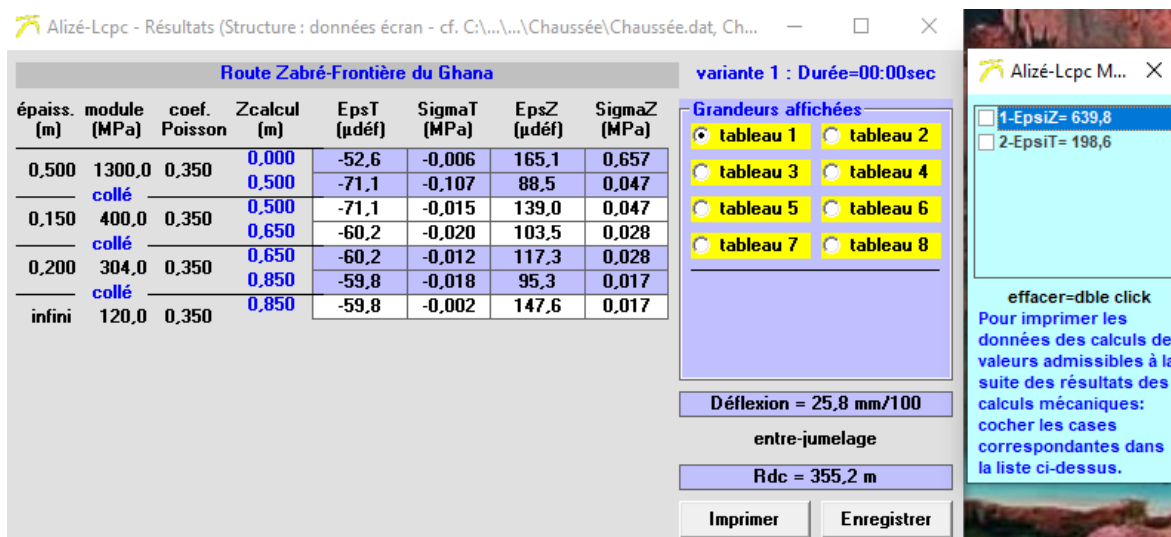 Alizé-Lcpc - Résultats (Structure : données écran - cf. C:\...\...\Chaussée\Chaussée.dat, Ch...
Route Zabré-Frontière du Ghana
épaiss. module coef. Zcalcul EpsT SigmaT EpsZ SigmaZ
(m) (MPa) Poisson (m) (µdéf) (MPa) (µdéf) (MPa)
0,000 -52,6 -0,006 165,1 0,657
0,500 1300,0 0,350
0,500 -71,1 -0,107 88,5 0,047
collé
0,500 -71,1 -0,015 139,0 0,047
0,150 400,0 0,350
0,650 -60,2 -0,020 103,5 0,028
collé
0,650 -60,2 -0,012 117,3 0,028
0,200 304,0 0,350
0,850 -59,8 -0,018 95,3 0,017
collé
0,850 -59,8 -0,002 147,6 0,017
infini 120,0 0,350
variante 1 : Durée=00:00sec
Grandeurs affichées
tableau 1 tableau 2
tableau 3 tableau 4
tableau 5 tableau 6
tableau 7 tableau 8
Déflexion = 25,8 mm/100
entre-jumelage
Rdc = 355,2 m
Imprimer Enregistrer
Alizé-Lcpc M...
1-EpsiZ= 639,8
2-EpsiT= 198,6
effacer=dble click
Pour imprimer les
données des calculs de
valeurs admissibles à la
suite des résultats des
calculs mécaniques:
cocher les cases
correspondantes dans
la liste ci-dessus.